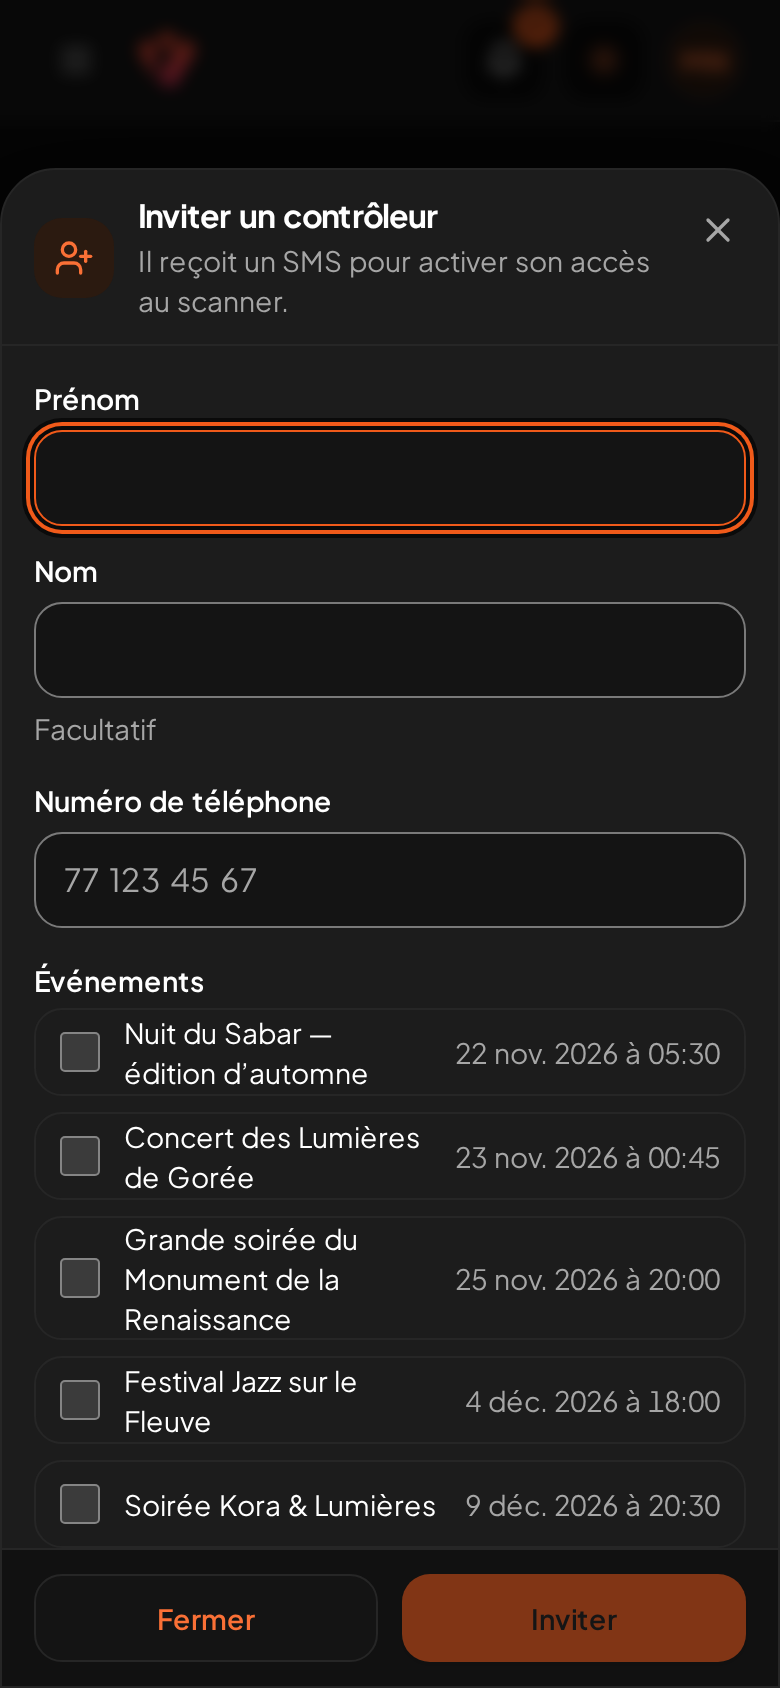 Inviter un contrôleur
Il reçoit un SMS pour activer son accès
au scanner.
Prénom
Nom
Facultatif
Numéro de téléphone
77 123 45 67
Événements
Nuit du Sabar —
édition d’automne
22 nov. 2026 à 05:30
Concert des Lumières
de Gorée
23 nov. 2026 à 00:45
Grande soirée du
Monument de la
Renaissance
25 nov. 2026 à 20:00
Festival Jazz sur le
Fleuve
4 déc. 2026 à 18:00
Soirée Kora & Lumières
9 déc. 2026 à 20:30
Fermer
Inviter